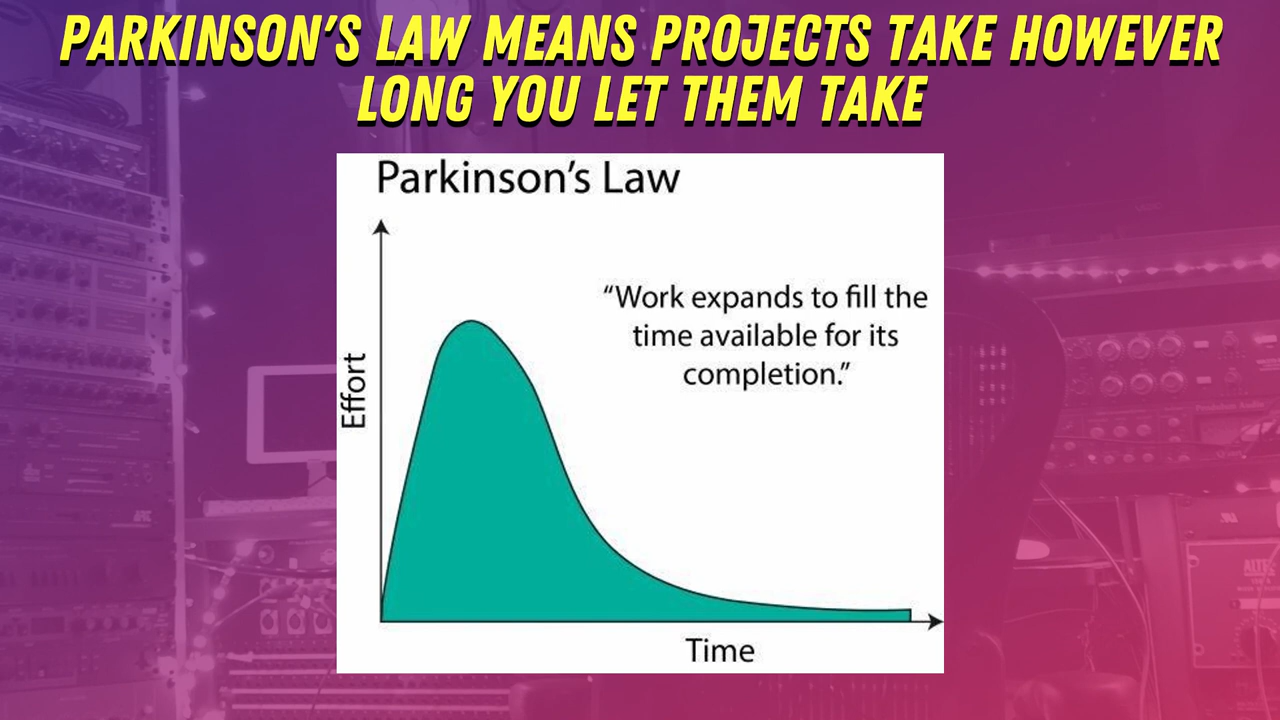 PARKINSON'S LAW MEANS PROJECTS TAKE HOWEVER
LONG YOU LET THEM TAKE
Parkinson's Law
“Work expands to fill the
time available for its
completion.”
Effort
Time